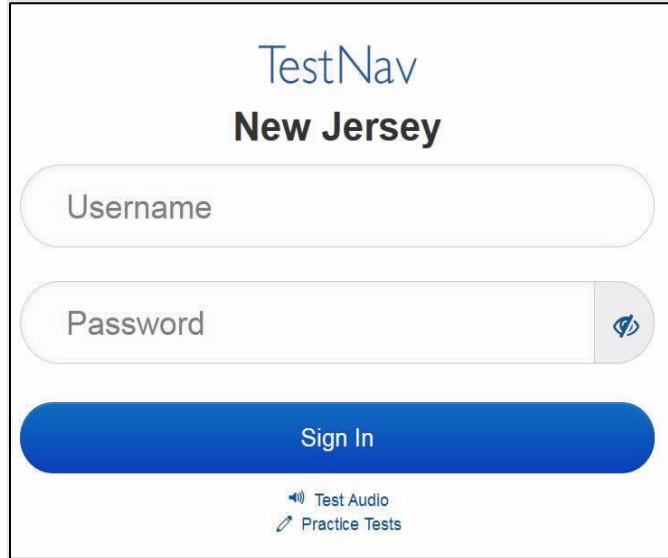 TestNav
New Jersey
Username
Password
Sign In
Test Audio
Practice Tests